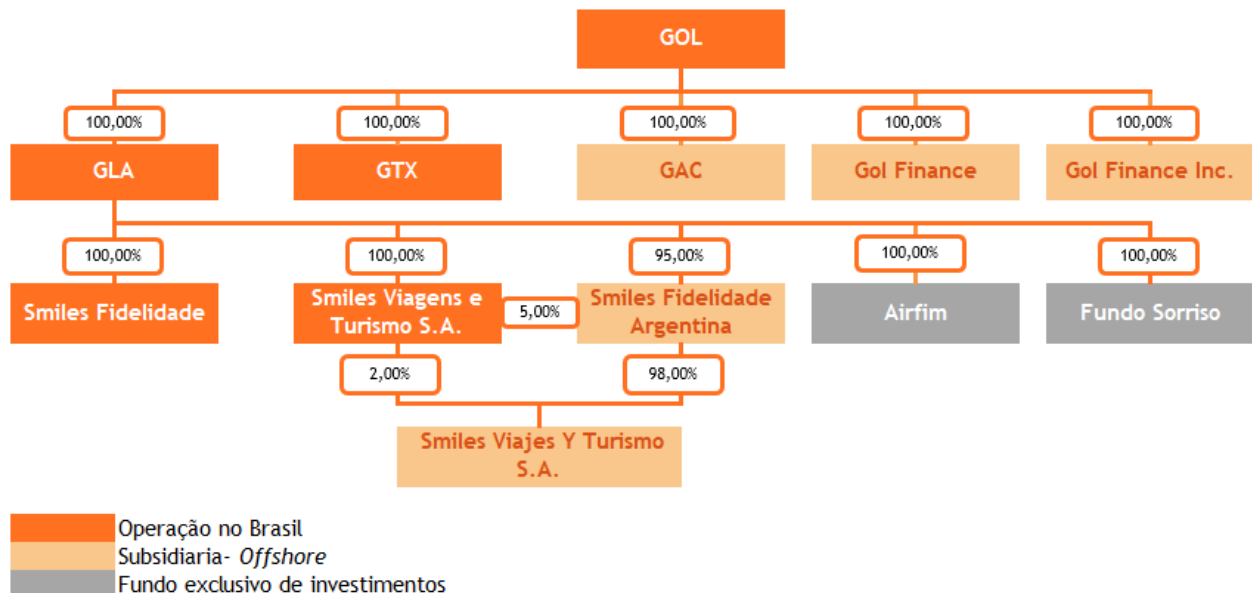 GOL
100,00%
100,00%
100,00%
100,00%
100,00%
GLA
GTX
GAC
Gol Finance
Gol Finance Inc.
100,00%
100,00%
95,00%
100,00%
100,00%
Smiles Fidelidade
Smiles Viagens e
Turismo S.A.
5,00%
Smiles Fidelidade
Argentina
Airfim
Fundo Sorriso
2,00%
98,00%
Smiles Viajes Y Turismo
S.A.
Operação no Brasil
Subsidiaria- Offshore
Fundo exclusivo de investimentos